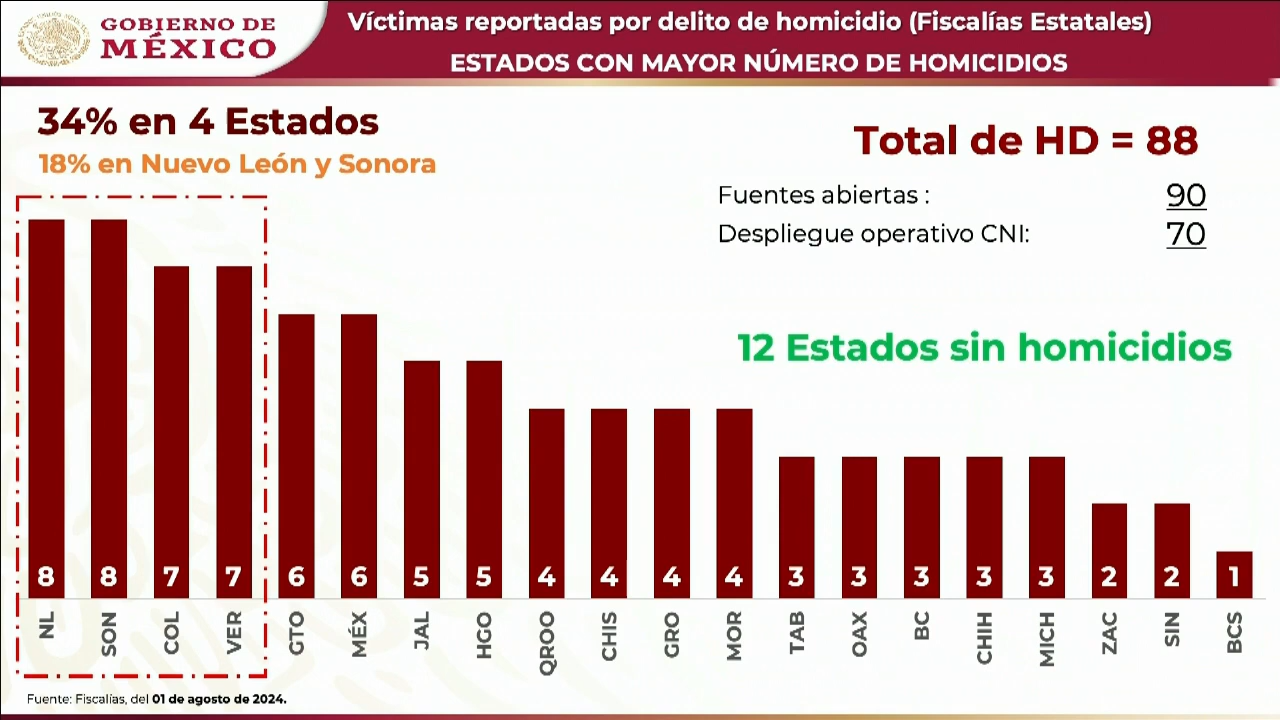 GOBIERNO DE
MÉXICO
Víctimas reportadas por delito de homicidio (Fiscalías Estatales)
ESTADOS CON MAYOR NÚMERO DE HOMICIDIOS
34% en 4 Estados
18% en Nuevo León y Sonora
Total de HD = 88
Fuentes abiertas : 90
Despliegue operativo CNI: 70
12 Estados sin homicidios
8 8 7 7 6 6 5 5 4 4 4 4 3 3 3 3 3 2 2 1
NL SON COL VER GTO MÉX JAL HGO QROO CHIS GRO MOR TAB OAX BC CHIH MICH ZAC SIN BCS
Fuente: Fiscalías, del 01 de agosto de 2024.